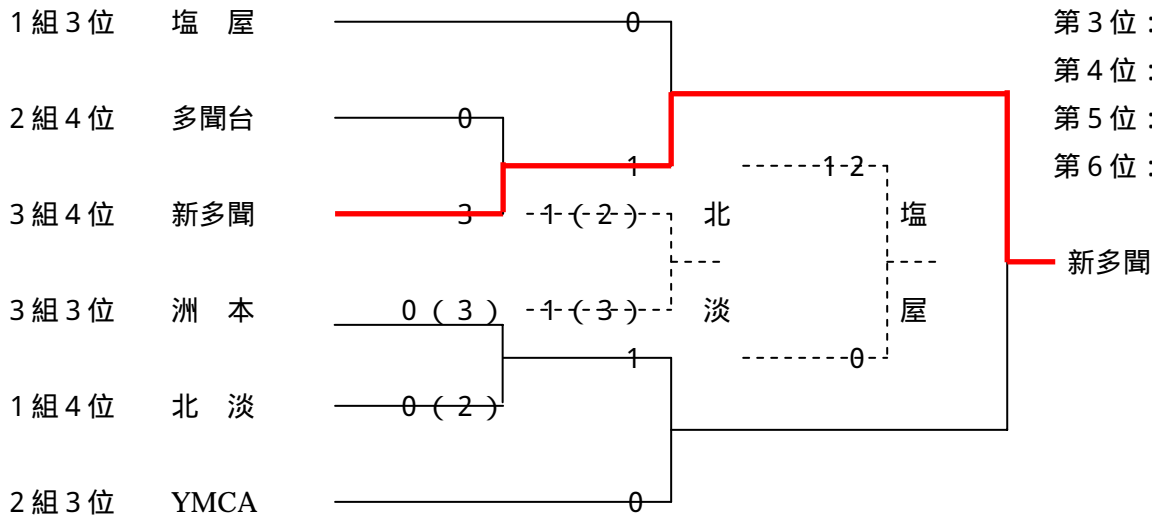 1組3位 塩 屋 0 第3位：
第4位：
2組4位 多聞台 0 第5位：
1 1 2 第6位：
3組4位 新多聞 3 1(2) 北 塩
新多聞
3組3位 洲 本 0(3) 1(3) 淡 屋
1 0
1組4位 北 淡 0(2)
2組3位 YMCA 0